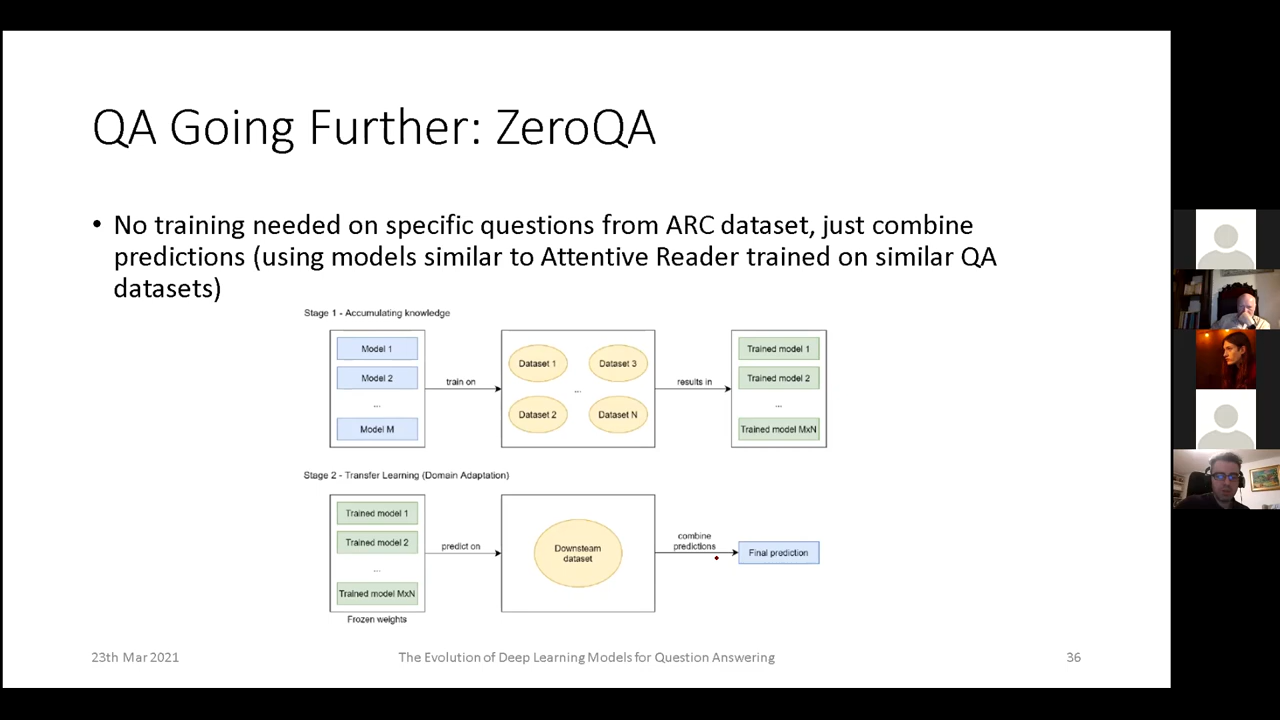 QA Going Further: ZeroQA
• No training needed on specific questions from ARC dataset, just combine
predictions (using models similar to Attentive Reader trained on similar QA
datasets)
Stage 1 - Accumulating knowledge
Model 1
Model 2
...
Model M
train on
Dataset 1
Dataset 3
...
Dataset 2
Dataset N
results in
Trained model 1
Trained model 2
...
Trained model MxN
Stage 2 - Transfer Learning (Domain Adaptation)
Trained model 1
Trained model 2
...
Trained model MxN
Frozen weights
predict on
Downsteam
dataset
combine
predictions
Final prediction
23th Mar 2021
The Evolution of Deep Learning Models for Question Answering
36